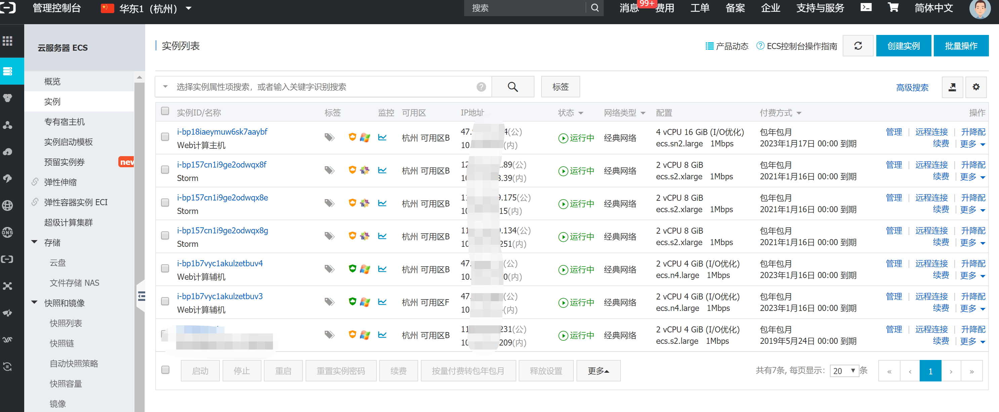 管理控制台
华东1（杭州）
搜索
消息 99+ 费用 工单 备案 企业 支持与服务 简体中文
云服务器 ECS
概览
实例
专有宿主机
实例启动模板
预留实例券 new
弹性伸缩
弹性容器实例 ECI
超级计算集群
存储
云盘
文件存储 NAS
快照和镜像
快照列表
快照链
自动快照策略
快照容量
镜像
ONS
实例列表
产品动态 ECS控制台操作指南 创建实例 批量操作
选择实例属性项搜索，或者输入关键字识别搜索 ? 标签 高级搜索
实例ID/名称 标签 监控 可用区 IP地址 状态 网络类型 配置 付费方式 操作
i-bp18iaeymuw6sk7aaybf 47. 4(公) 4 vCPU 16 GiB (I/O优化) 包年包月 管理 | 远程连接 | 升降配
杭州 可用区B 运行中 经典网络
Web计算主机 10. (内) ecs.sn2.large 1Mbps 2023年1月17日 00:00 到期 续费 | 更多
i-bp157cn1i9ge2odwqx8f 12 .89(公) 2 vCPU 8 GiB 包年包月 管理 | 远程连接 | 升降配
杭州 可用区B 运行中 经典网络
Storm 10 .39(内) ecs.s2.xlarge 1Mbps 2021年1月16日 00:00 到期 续费 | 更多
i-bp157cn1i9ge2odwqx8e 11 .175(公) 2 vCPU 8 GiB 包年包月 管理 | 远程连接 | 升降配
杭州 可用区B 运行中 经典网络
Storm 10 15(内) ecs.s2.xlarge 1Mbps 2021年1月16日 00:00 到期 续费 | 更多
i-bp157cn1i9ge2odwqx8g 11 .134(公) 2 vCPU 8 GiB 包年包月 管理 | 远程连接 | 升降配
杭州 可用区B 运行中 经典网络
Storm 10 251(内) ecs.s2.xlarge 1Mbps 2021年1月16日 00:00 到期 续费 | 更多
i-bp1b7vyc1akulzetbuv4 47. (公) 2 vCPU 4 GiB (I/O优化) 包年包月 管理 | 远程连接 | 升降配
杭州 可用区B 运行中 经典网络
Web计算辅机 10. 0(内) ecs.n4.large 1Mbps 2023年1月16日 00:00 到期 续费 | 更多
i-bp1b7vyc1akulzetbuv3 47. (公) 2 vCPU 4 GiB (I/O优化) 包年包月 管理 | 远程连接 | 升降配
杭州 可用区F 运行中 经典网络
Web计算辅机 10. (内) ecs.n4.large 1Mbps 2023年1月16日 00:00 到期 续费 | 更多
11 231(公) 2 vCPU 4 GiB (I/O优化) 包年包月 管理 | 远程连接 | 升降配
杭州 可用区B 运行中 经典网络
10 209(内) ecs.s2.large 1Mbps 2019年5月24日 00:00 到期 续费 | 更多
启动 停止 重启 重置实例密码 续费 按量付费转包年包月 释放设置 更多 共有7条, 每页显示: 20 条 « ‹ 1 › »